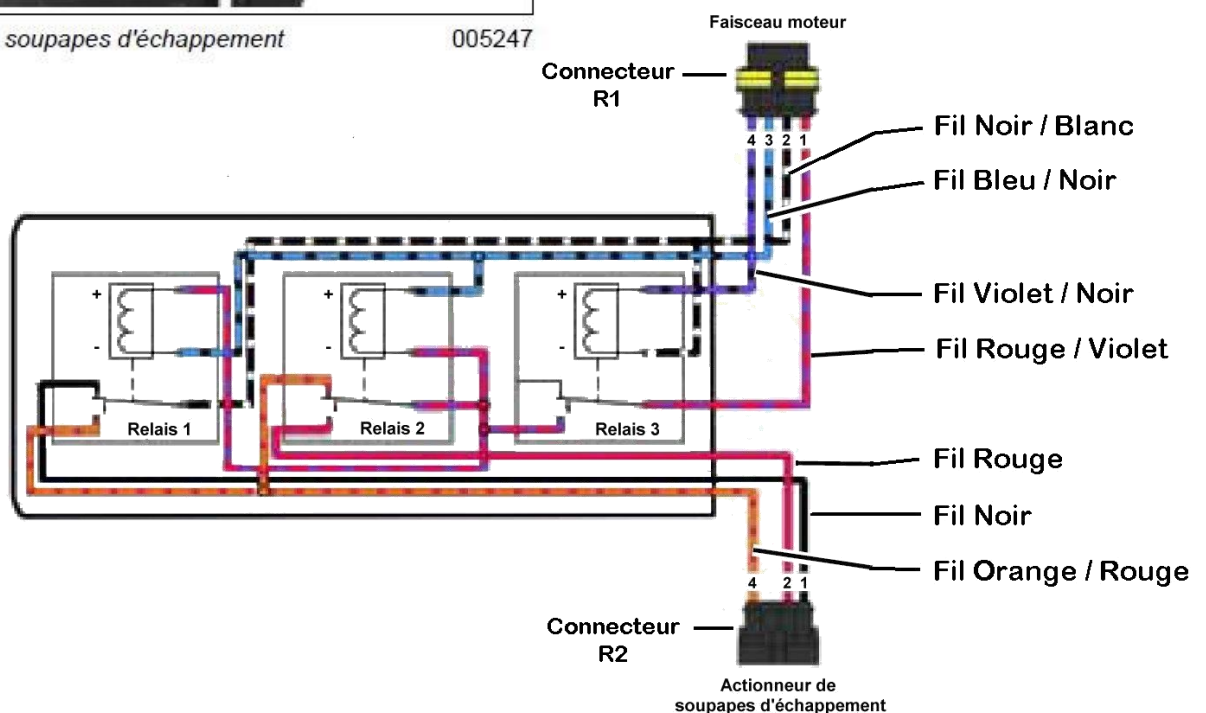 soupapes d'échappement 005247
Faisceau moteur
Connecteur
R1
4 3 2 1
Fil Noir / Blanc
Fil Bleu / Noir
Fil Violet / Noir
Fil Rouge / Violet
+ + +
- - -
Relais 1 Relais 2 Relais 3
Fil Rouge
Fil Noir
Fil Orange / Rouge
4 2 1
Connecteur
R2
Actionneur de
soupapes d'échappement